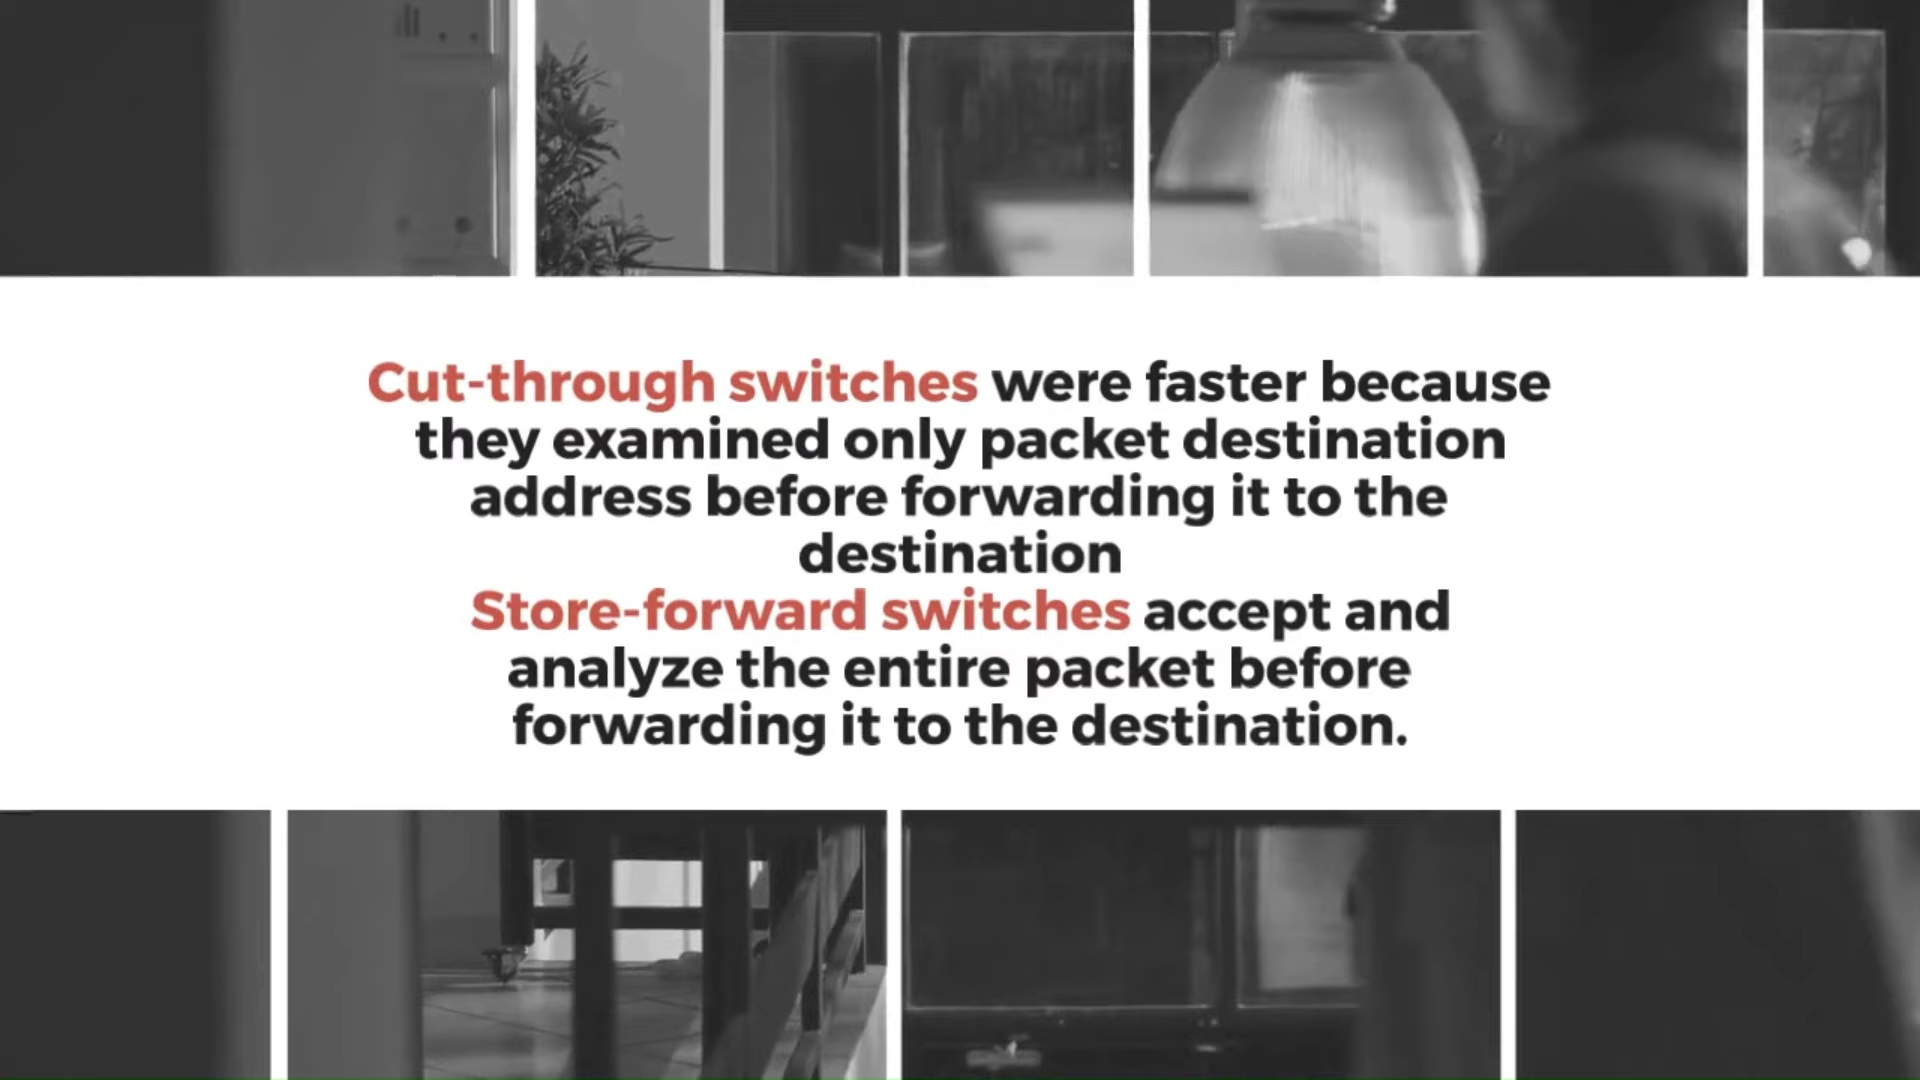 Cut-through switches were faster because
they examined only packet destination
address before forwarding it to the
destination
Store-forward switches accept and
analyze the entire packet before
forwarding it to the destination.